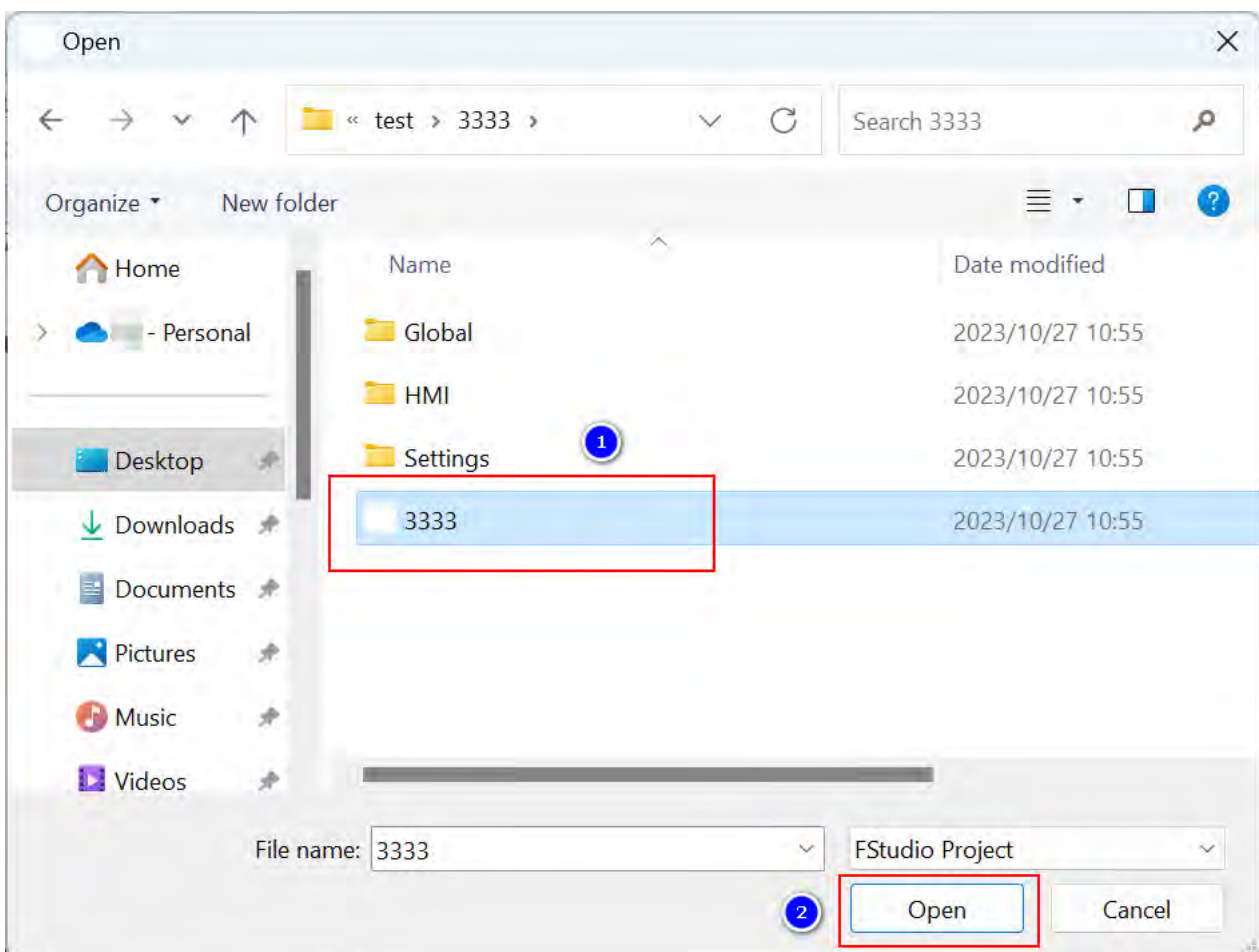 Open
« test > 3333 >
Search 3333
Organize
New folder
Name
Date modified
Home
- Personal
Desktop
Downloads
Documents
Pictures
Music
Videos
Global 2023/10/27 10:55
HMI 2023/10/27 10:55
Settings 2023/10/27 10:55
1
3333 2023/10/27 10:55
File name: 3333
FStudio Project
2
Open
Cancel